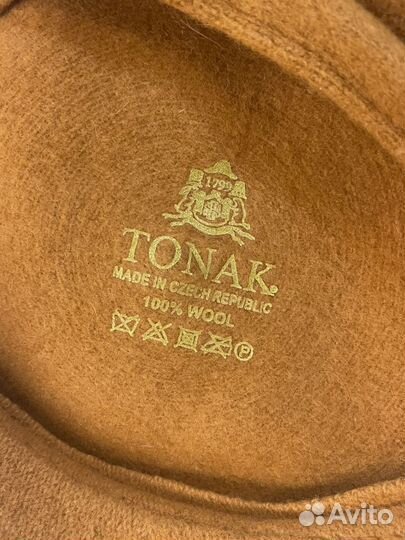 1799
TONAK®
MADE IN CZECH REPUBLIC
100% WOOL
P
Avito